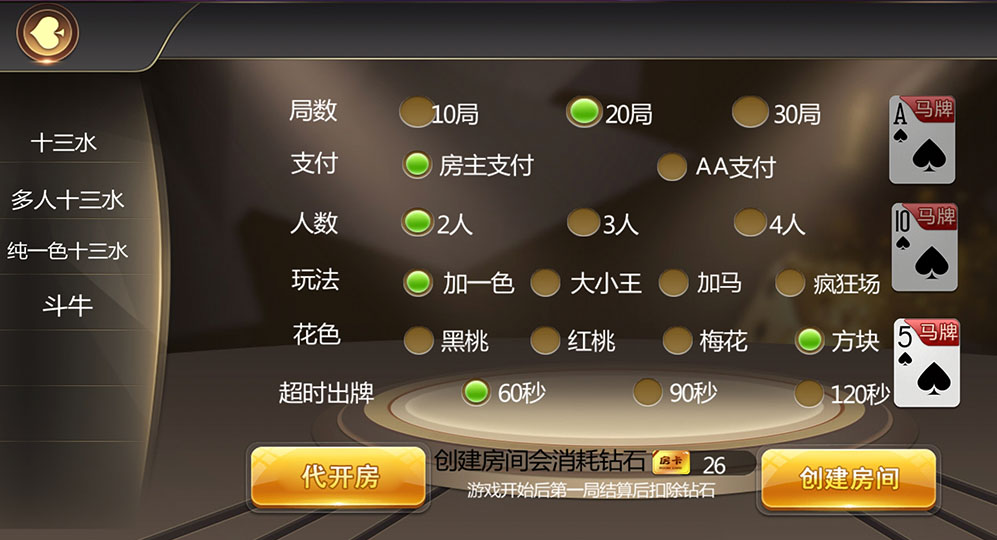 十三水
多人十三水
纯一色十三水
斗牛
局数 10局 20局 30局
支付 房主支付 AA支付
人数 2人 3人 4人
玩法 加一色 大小王 加马 疯狂场
花色 黑桃 红桃 梅花 方块
超时出牌 60秒 90秒 120秒
A 马牌
10 马牌
5 马牌
代开房
创建房间会消耗钻石 房卡 26
游戏开始后第一局结算后扣除钻石
创建房间